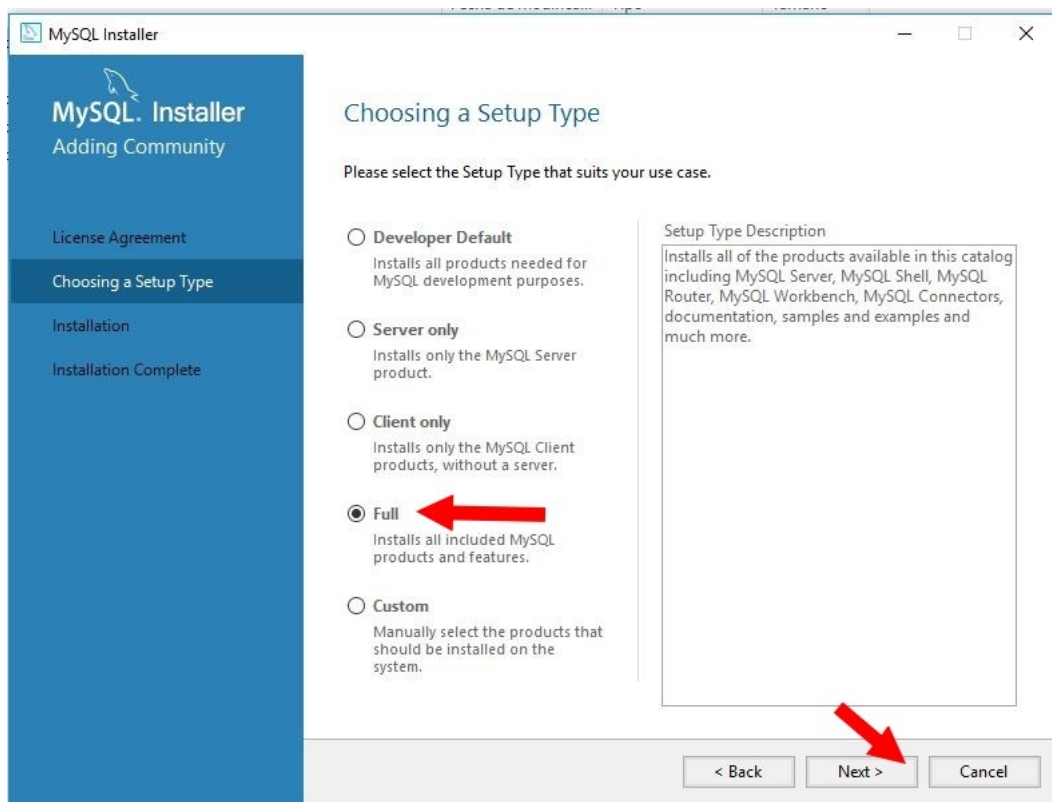 MySQL Installer
MySQL. Installer
Adding Community
License Agreement
Choosing a Setup Type
Installation
Installation Complete
Choosing a Setup Type
Please select the Setup Type that suits your use case.
Developer Default
Installs all products needed for
MySQL development purposes.
Server only
Installs only the MySQL Server
product.
Client only
Installs only the MySQL Client
products, without a server.
Full
Installs all included MySQL
products and features.
Custom
Manually select the products that
should be installed on the
system.
Setup Type Description
Installs all of the products available in this catalog
including MySQL Server, MySQL Shell, MySQL
Router, MySQL Workbench, MySQL Connectors,
documentation, samples and examples and
much more.
< Back
Next >
Cancel